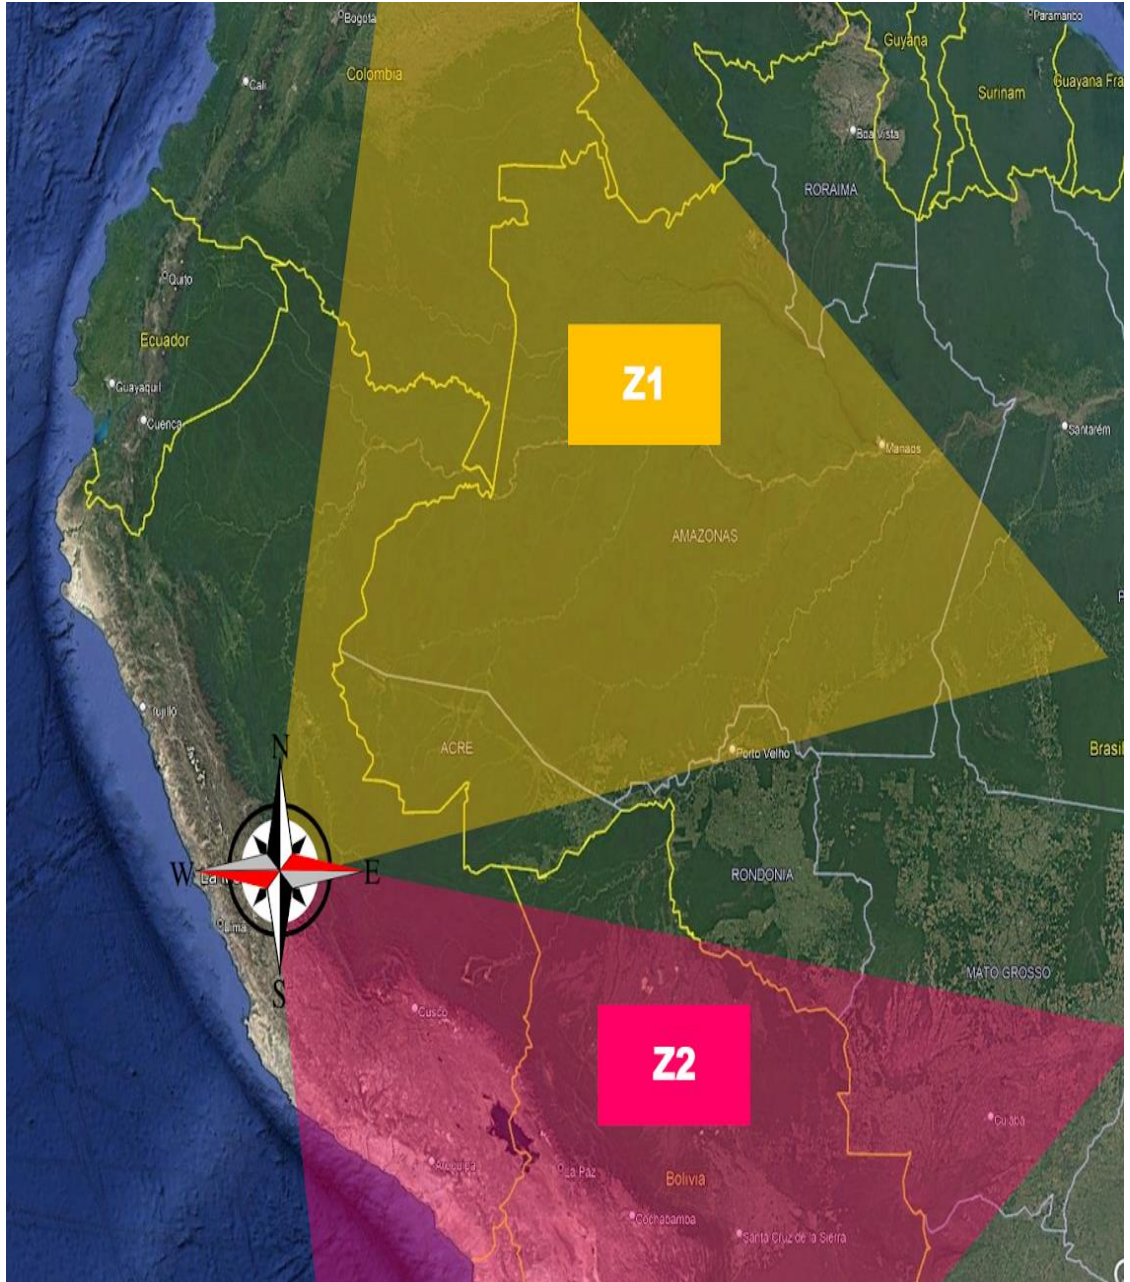 Bogota
Paramaribo
Guyana
Colombia
Cali
Surinam
Guayana Fra
Boa Vista
RORAIMA
Quito
Ecuador
Z1
Guayaquil
Cuenca
Santarém
Manaos
AMAZONAS
P
Trujillo
N
ACRE
Porto Velho
Brasil
W
E
RONDONIA
Lima
MATO GROSSO
S
Cusco
Z2
Cuiabá
Arequipa
La Paz
Bolivia
Cochabamba
Santa Cruz de la Sierra